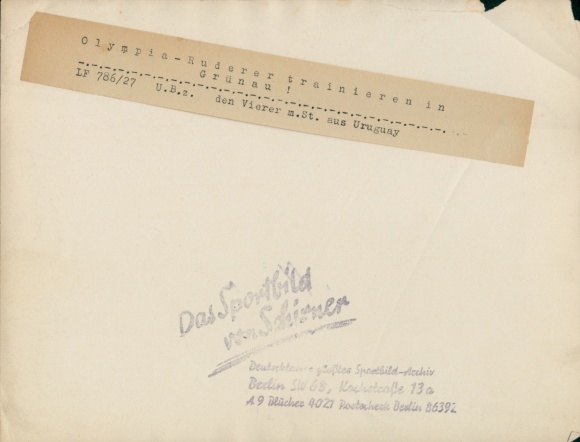 Olympia-Ruderer trainieren in
Grünau !
LF 786/27 U.B.z. den Vierer m.St. aus Uruguay
Das Sportbild
von Schirner
Deutschlands größtes Sportbild-Archiv
Berlin SW 68, Kochstraße 13a
A 9 Blücher 4021 Postscheck Berlin 86392